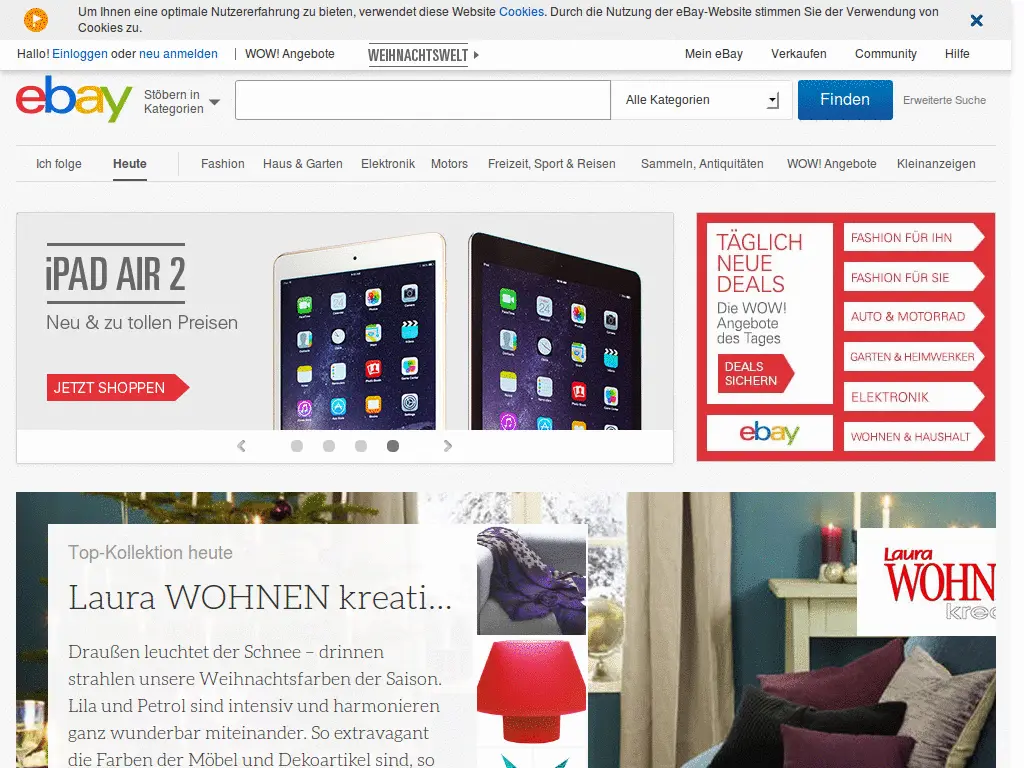 Um Ihnen eine optimale Nutzererfahrung zu bieten, verwendet diese Website Cookies. Durch die Nutzung der eBay-Website stimmen Sie der Verwendung von
Cookies zu.
Hallo! Einloggen oder neu anmelden | WOW! Angebote WEIHNACHTSWELT Mein eBay Verkaufen Community Hilfe
ebay Stöbern in
Kategorien
Alle Kategorien Finden Erweiterte Suche
Ich folge Heute Fashion Haus & Garten Elektronik Motors Freizeit, Sport & Reisen Sammeln, Antiquitäten WOW! Angebote Kleinanzeigen
iPAD AIR 2
Neu & zu tollen Preisen
JETZT SHOPPEN
TÄGLICH
NEUE
DEALS
Die WOW!
Angebote
des Tages
DEALS
SICHERN
ebay
FASHION FÜR IHN
FASHION FÜR SIE
AUTO & MOTORRAD
GARTEN & HEIMWERKER
ELEKTRONIK
WOHNEN & HAUSHALT
Top-Kollektion heute
Laura WOHNEN kreati...
Draußen leuchtet der Schnee – drinnen
strahlen unsere Weihnachtsfarben der Saison.
Lila und Petrol sind intensiv und harmonieren
ganz wunderbar miteinander. So extravagant
die Farben der Möbel und Dekoartikel sind, so
Laura
WOHN
krea